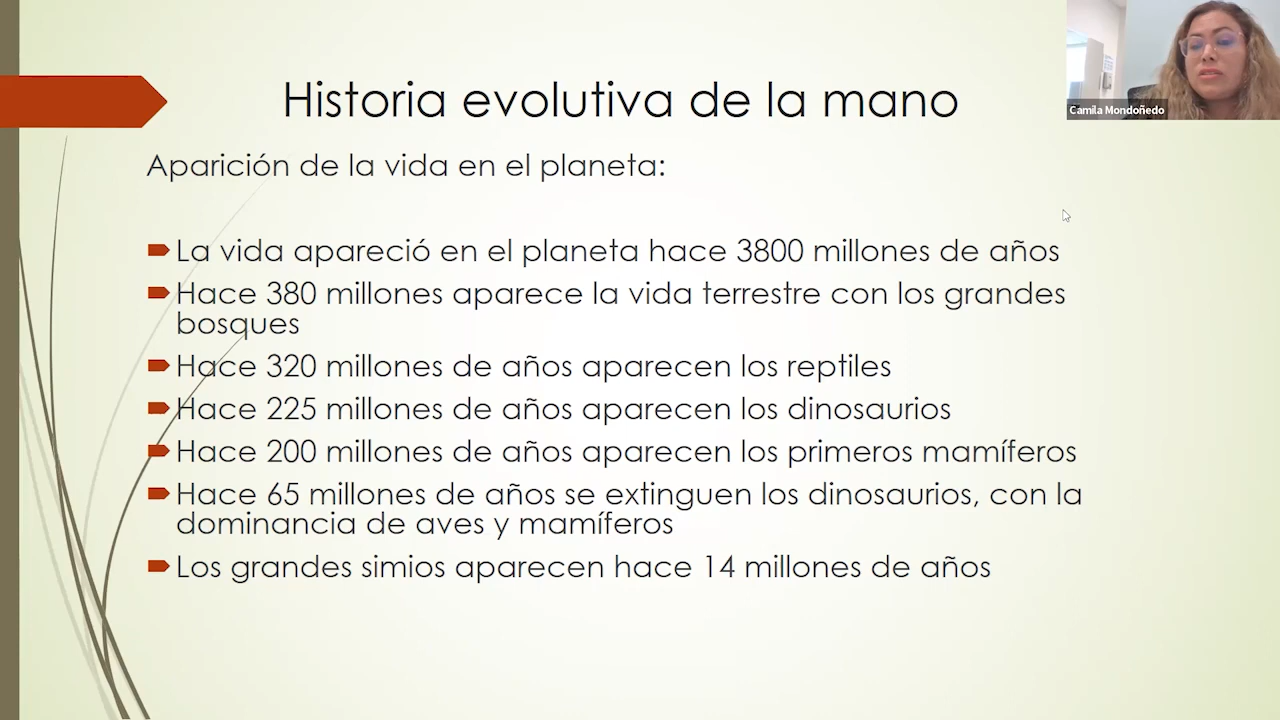 Historia evolutiva de la mano
Camila Mondoñedo
Aparición de la vida en el planeta:
La vida apareció en el planeta hace 3800 millones de años
Hace 380 millones aparece la vida terrestre con los grandes
bosques
Hace 320 millones de años aparecen los reptiles
Hace 225 millones de años aparecen los dinosaurios
Hace 200 millones de años aparecen los primeros mamíferos
Hace 65 millones de años se extinguen los dinosaurios, con la
dominancia de aves y mamíferos
Los grandes simios aparecen hace 14 millones de años